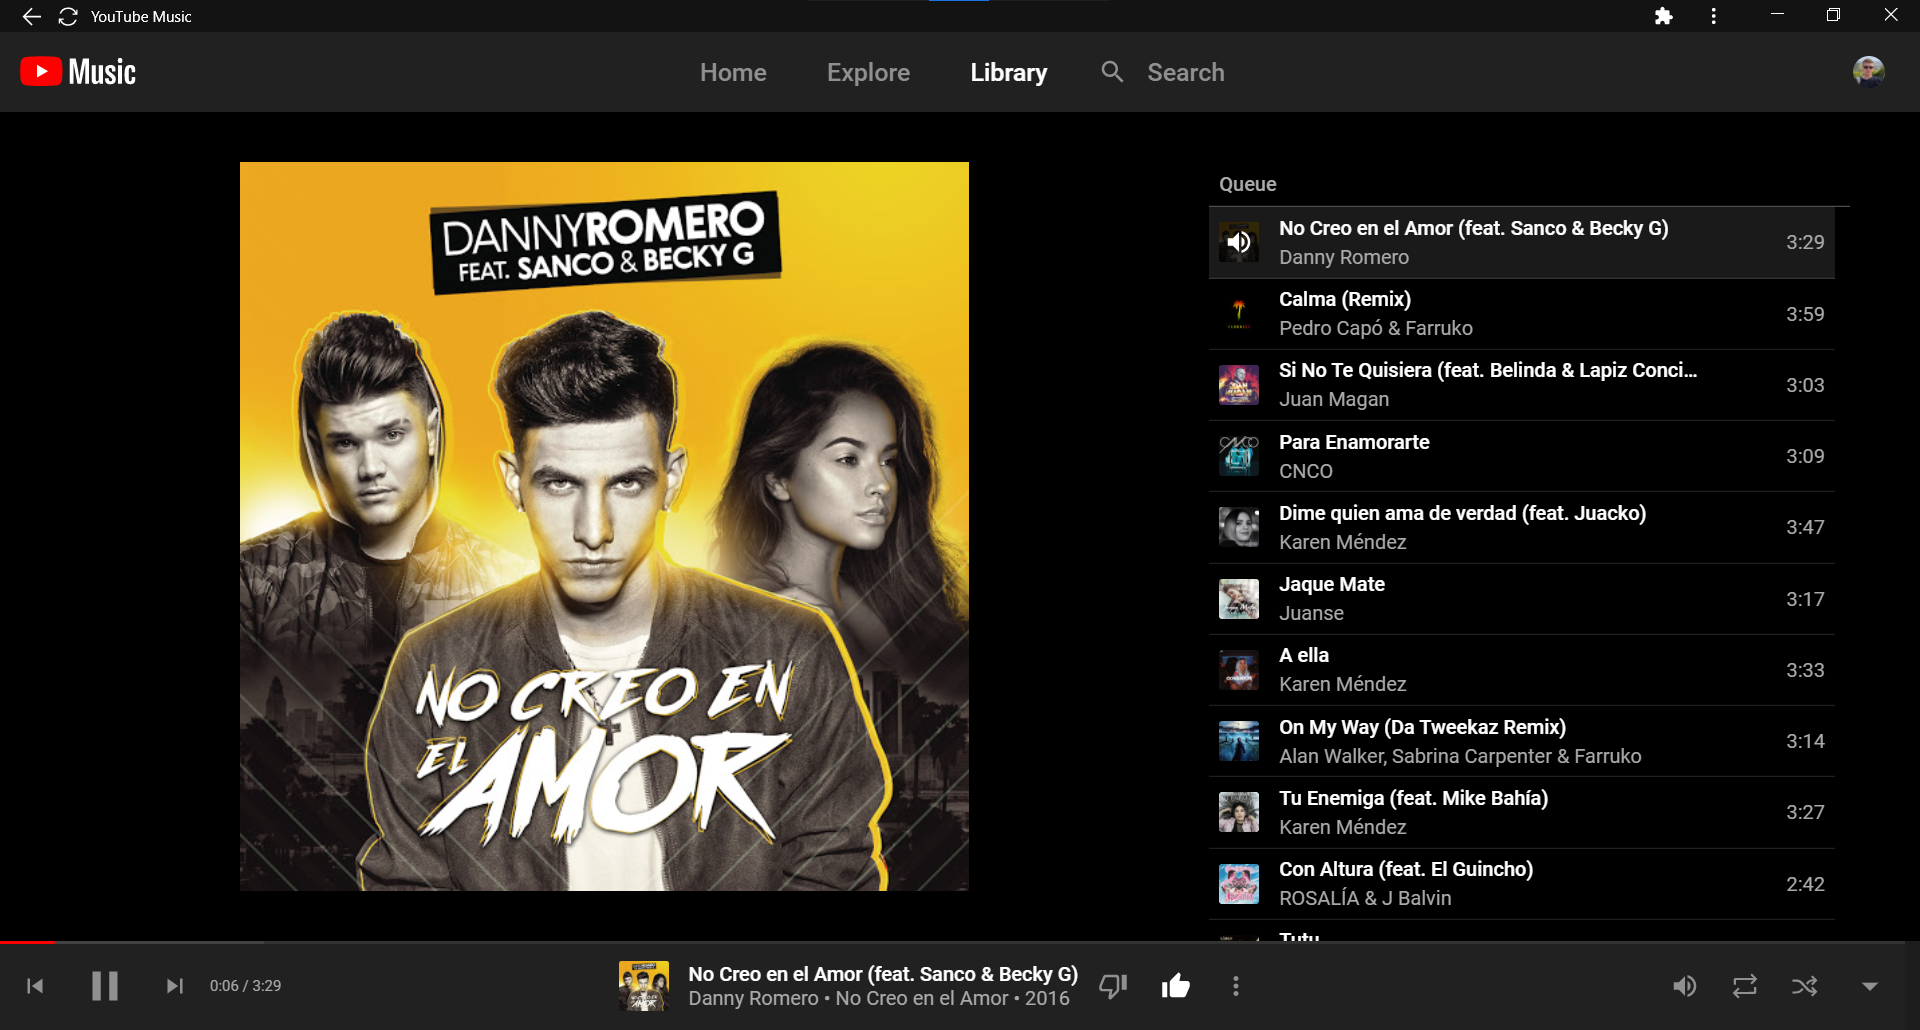 YouTube Music
Music
Home
Explore
Library
Search
DANNYROMERO
FEAT. SANCO & BECKY G
NO CREO EN
EL AMOR
Queue
No Creo en el Amor (feat. Sanco & Becky G)
Danny Romero
3:29
Calma (Remix)
Pedro Capó & Farruko
3:59
Si No Te Quisiera (feat. Belinda & Lapiz Conci...
Juan Magan
3:03
Para Enamorarte
CNCO
3:09
Dime quien ama de verdad (feat. Juacko)
Karen Méndez
3:47
Jaque Mate
Juanse
3:17
A ella
Karen Méndez
3:33
On My Way (Da Tweekaz Remix)
Alan Walker, Sabrina Carpenter & Farruko
3:14
Tu Enemiga (feat. Mike Bahía)
Karen Méndez
3:27
Con Altura (feat. El Guincho)
ROSALÍA & J Balvin
2:42
Tutu
0:06 / 3:29
No Creo en el Amor (feat. Sanco & Becky G)
Danny Romero • No Creo en el Amor • 2016